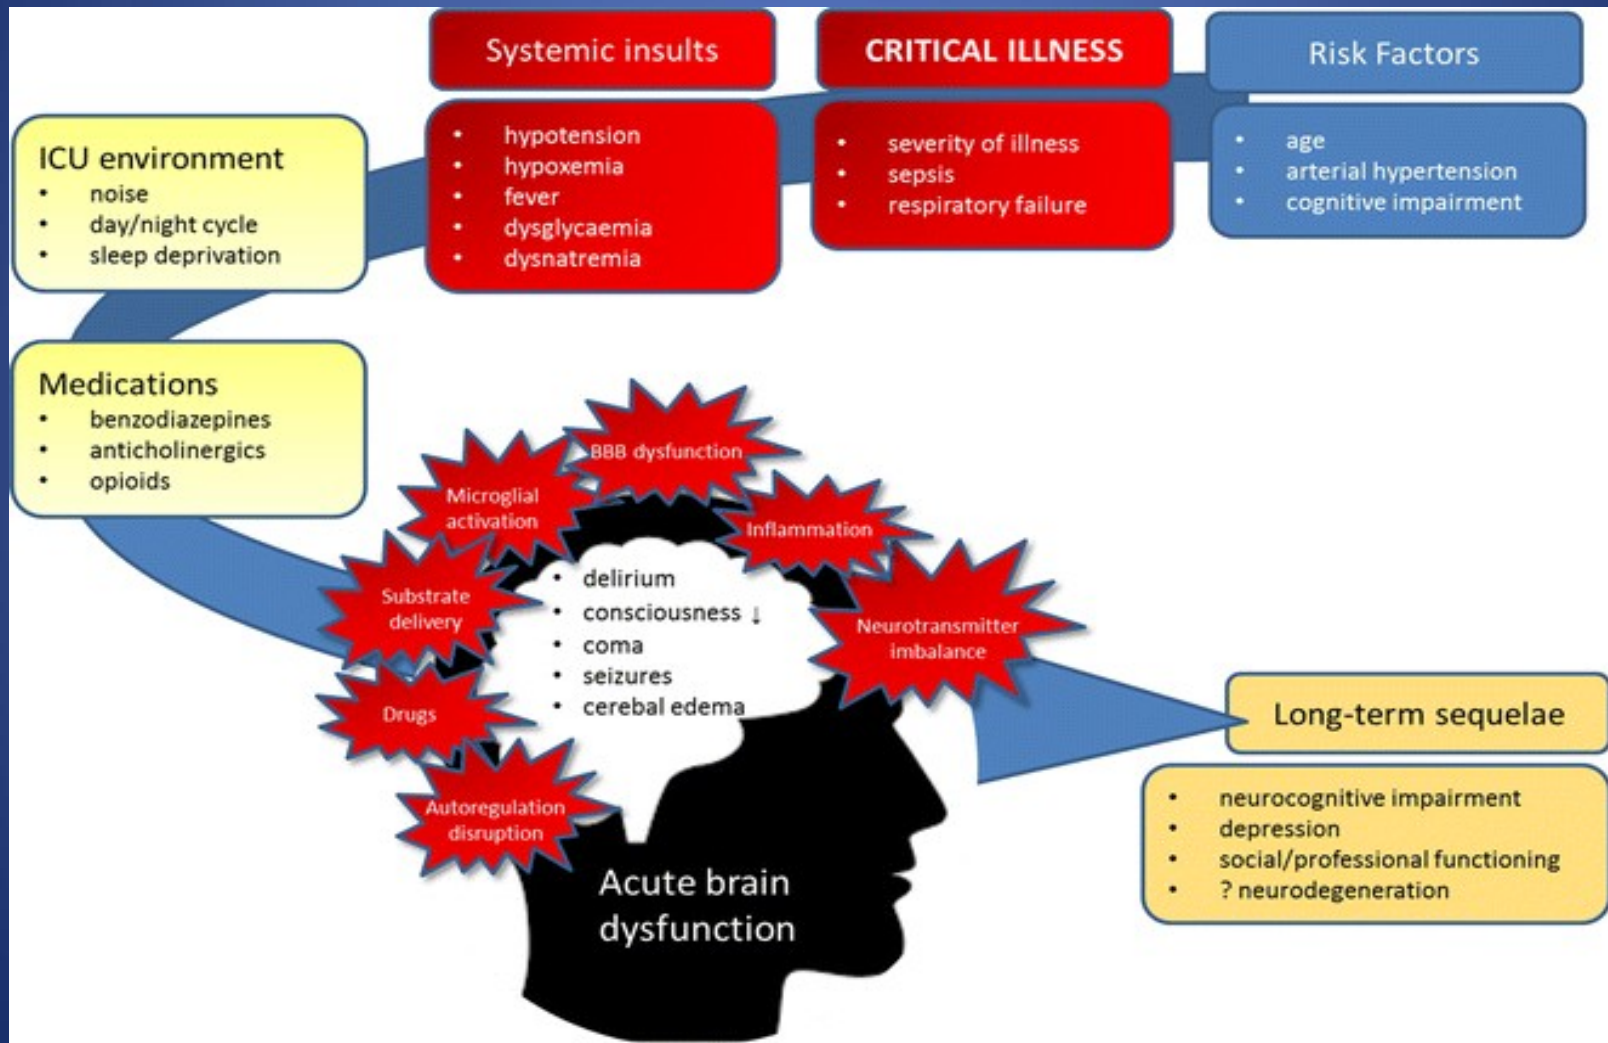 Systemic insults
• hypotension
• hypoxemia
• fever
• dysglycaemia
• dysnatremia
CRITICAL ILLNESS
• severity of illness
• sepsis
• respiratory failure
Risk Factors
• age
• arterial hypertension
• cognitive impairment
ICU environment
• noise
• day/night cycle
• sleep deprivation
Medications
• benzodiazepines
• anticholinergics
• opioids
BBB dysfunction
Microglial
activation
Inflammation
Substrate
delivery
Neurotransmitter
imbalance
Drugs
Autoregulation
disruption
• delirium
• consciousness ↓
• coma
• seizures
• cerebal edema
Acute brain
dysfunction
Long-term sequelae
• neurocognitive impairment
• depression
• social/professional functioning
• ? neurodegeneration